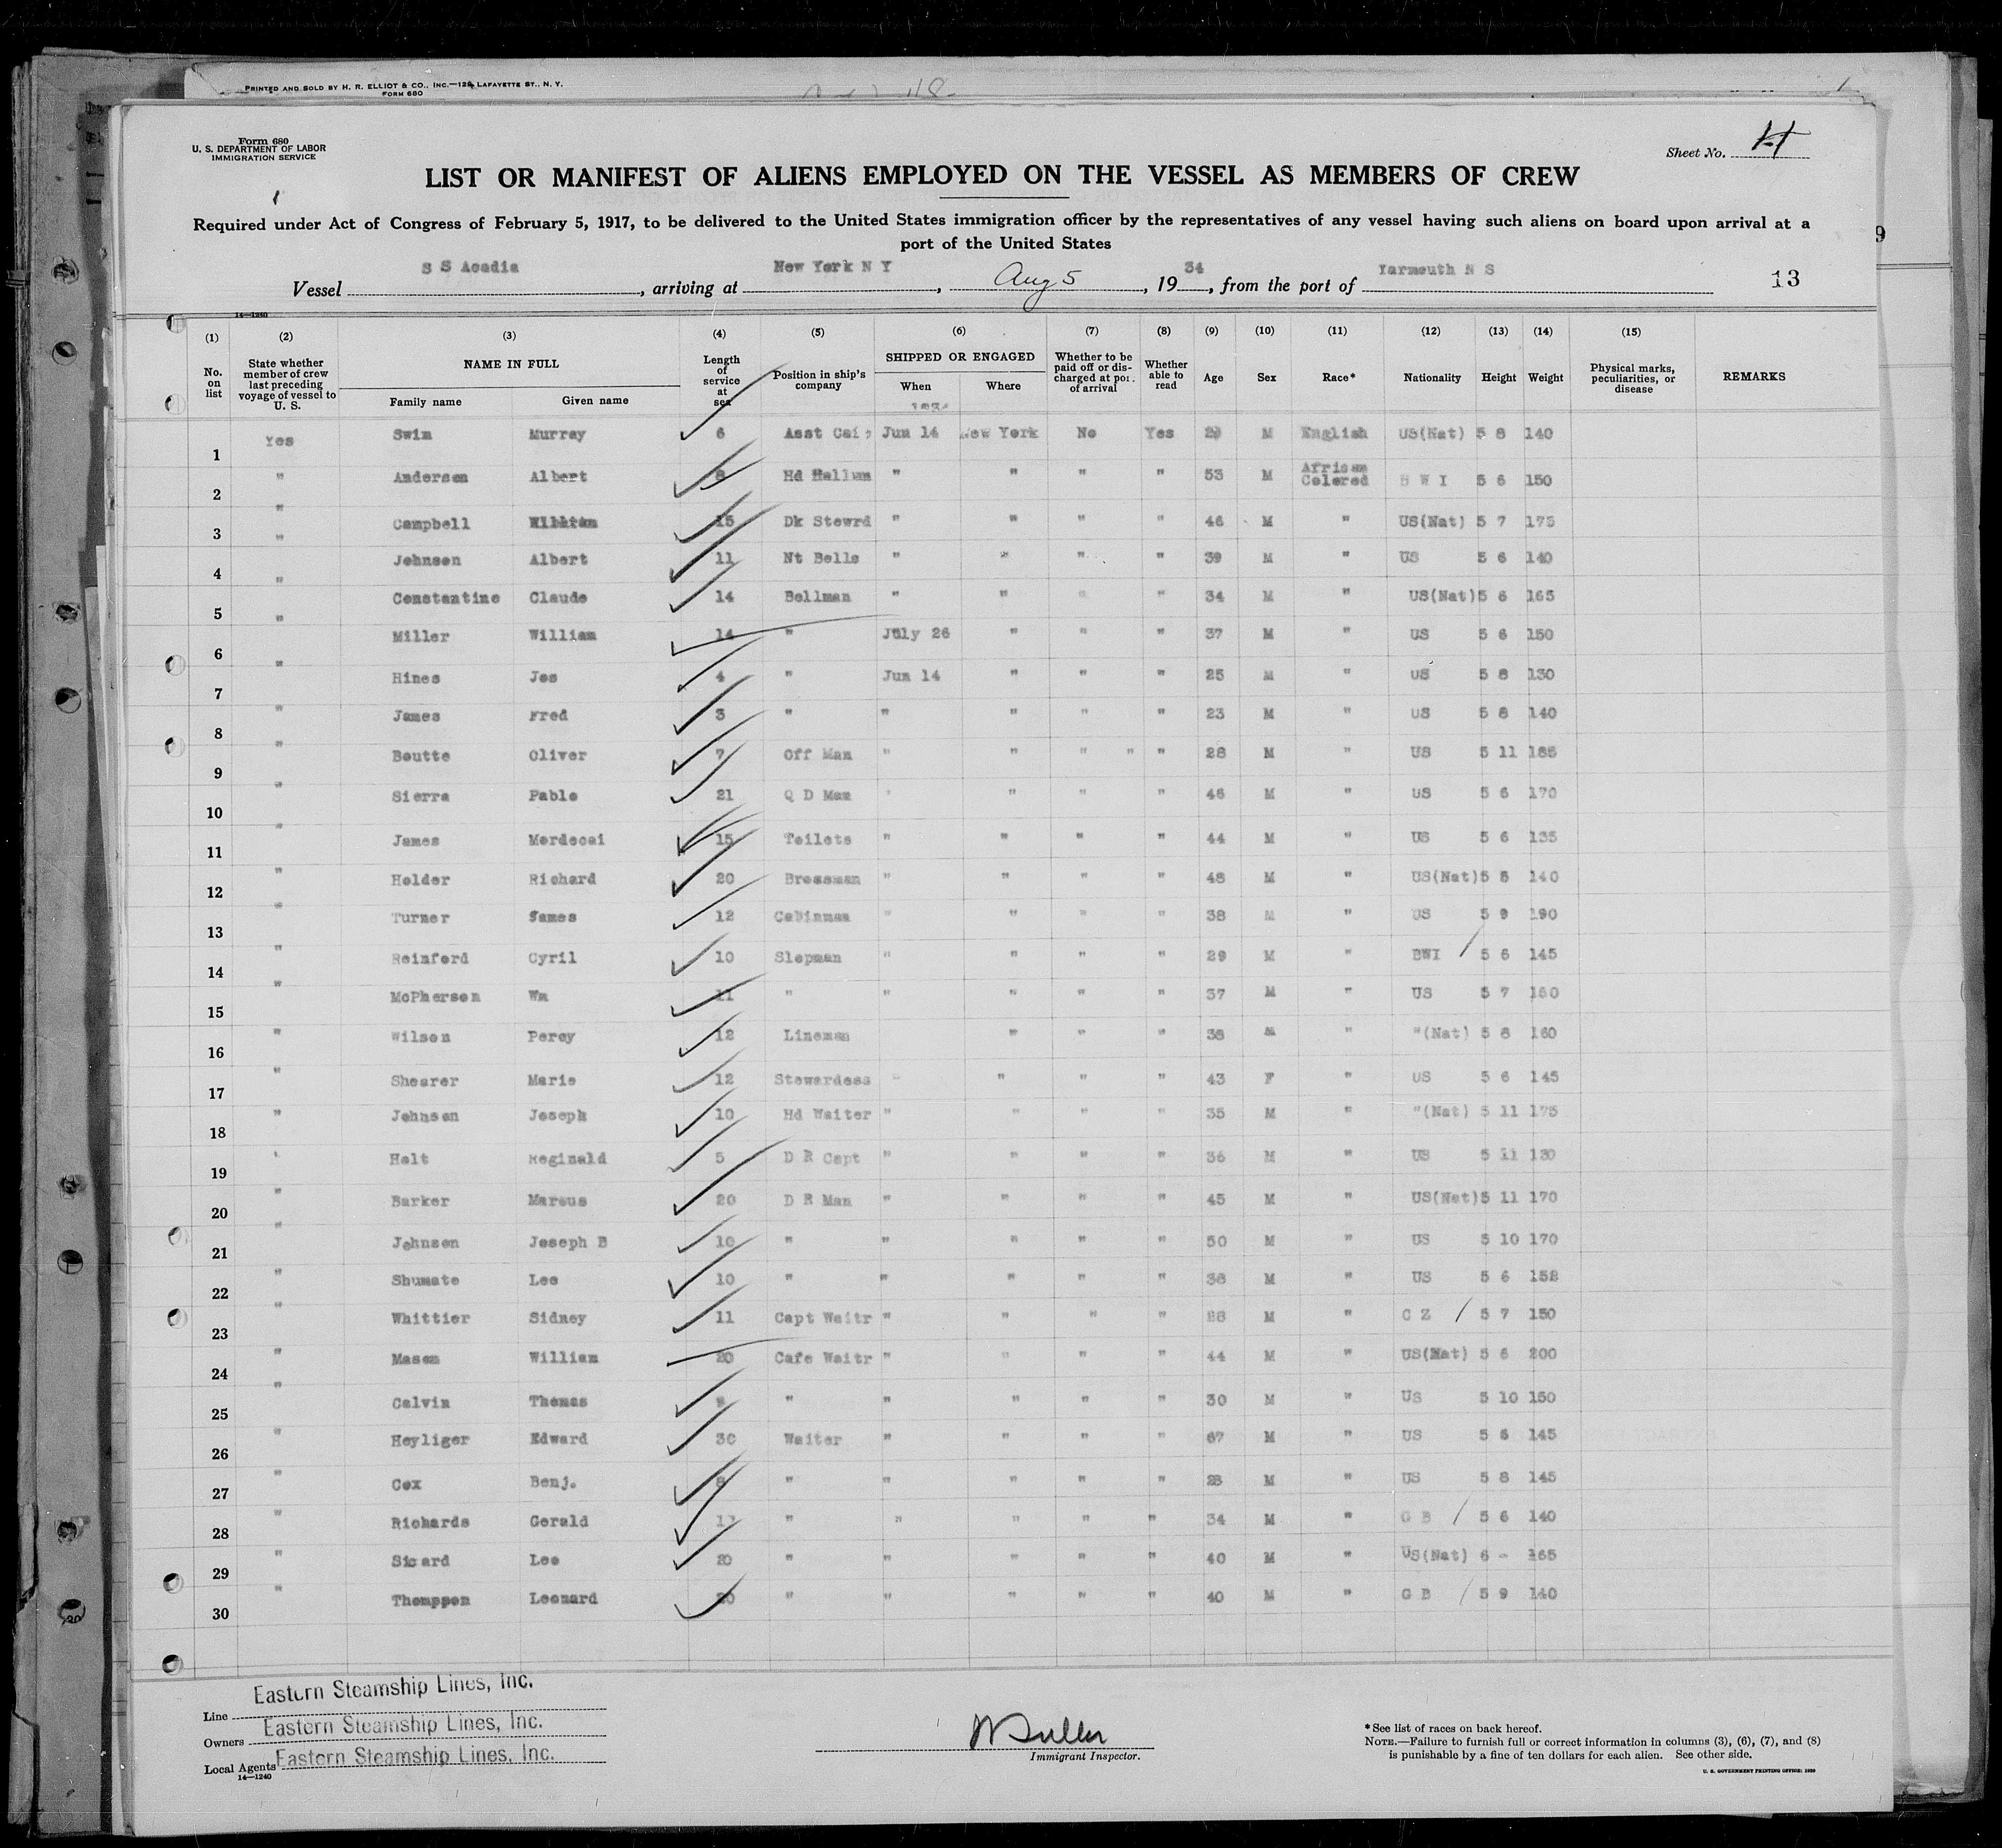 PRINTED AND SOLD BY H. R. ELLIOT & CO., INC.—129 LAFAYETTE ST., N. Y.
FORM 680
Form 680
U. S. DEPARTMENT OF LABOR
IMMIGRATION SERVICE
Sheet No.
LIST OR MANIFEST OF ALIENS EMPLOYED ON THE VESSEL AS MEMBERS OF CREW
Required under Act of Congress of February 5, 1917, to be delivered to the United States immigration officer by the representatives of any vessel having such aliens on board upon arrival at a
port of the United States
Vessel S S Acadia, arriving at New York N Y, Aug 5, 1934, from the port of Yarmouth N S 13
14—1240
(1) (2) (3) (4) (5) (6) (7) (8) (9) (10) (11) (12) (13) (14) (15)
No. on list State whether member of crew last preceding voyage of vessel to U. S. NAME IN FULL Family name Given name Length of service at sea Position in ship's company SHIPPED OR ENGAGED When Where Whether to be paid off or discharged at port of arrival Whether able to read Age Sex Race* Nationality Height Weight Physical marks, peculiarities, or disease REMARKS
1 Yes Swim Murray 6 Asst Jun 14 New York No Yes M English US(Nat) 5 8 140
2 " Anderson Albert 8 Hd Hallum " " " " 53 M African Colored B W I 5 6 150
3 " Campbell William 15 Dk Stewrd " " " " 46 M " US(Nat) 5 7 175
4 " Johnson Albert 11 Nt Bells " " " " 39 M " US 5 6 140
5 " Constantine Claude 14 Bellman " " " " 34 M " US(Nat) 5 6 165
6 " Miller William 14 " July 26 " " " 37 M " US 5 6 150
7 " Hines Jos 4 " Jun 14 " " " 25 M " US 5 8 130
8 " James Fred 3 " " " " " 23 M " US 5 8 140
9 " Boutte Oliver 7 Off Man " " " " " 28 M " US 5 11 185
10 " Sierra Pablo 21 Q D Man " " " " 46 M " US 5 6 170
11 " James Mordecai 15 Toilets " " " " 44 M " US 5 6 135
12 " Holder Richard 20 Brossman " " " " 48 M " US(Nat) 5 8 140
13 " Turner James 12 Cabinman " " " " 38 M " US 5 9 190
14 " Reinford Cyril 10 Slepman " " " " 29 M " BWI 5 6 145
15 " McPherson Wm 11 " " " " " 37 M " US 5 7 160
16 " Wilson Percy 12 Lineman " " " 38 M " "(Nat) 5 8 160
17 " Shearer Marie 12 Stewardess " " " " 43 F " US 5 6 145
18 " Johnson Joseph 10 Hd Waiter " " " " 35 M " "(Nat) 5 11 175
19 " Holt Reginald 5 D R Capt " " " " 36 M " US 5 11 130
20 " Barker Marcus 20 D R Man " " " " 45 M " US(Nat) 5 11 170
21 " Johnson Joseph B 10 " " " " " 50 M " US 5 10 170
22 " Shumate Lee 10 " " " " " 38 M " US 5 6 152
23 " Whittier Sidney 11 Capt Waitr " " " " 28 M " C Z 5 7 150
24 " Mason William 20 Cafe Waitr " " " " 44 M " US(Nat) 5 6 200
25 " Calvin Thomas " " " " " 30 M " US 5 10 150
26 " Heyliger Edward 30 Waiter " " " " 67 M " US 5 6 145
27 " Cox Benj. 8 " " " " " 28 M " US 5 8 145
28 " Richards Gerald " " " " " 34 M " G B 5 6 140
29 " Sicard Leo 20 " " " " " 40 M " US(Nat) 6 - 165
30 " Thompson Leonard 20 " " " " " 40 M " G B 5 9 140
Line Eastern Steamship Lines, Inc.
Owners Eastern Steamship Lines, Inc.
Local Agents Eastern Steamship Lines, Inc.
14—1240
Immigrant Inspector.
*See list of races on back hereof.
NOTE.—Failure to furnish full or correct information in columns (3), (6), (7), and (8)
is punishable by a fine of ten dollars for each alien. See other side.
U. S. GOVERNMENT PRINTING OFFICE: 1929